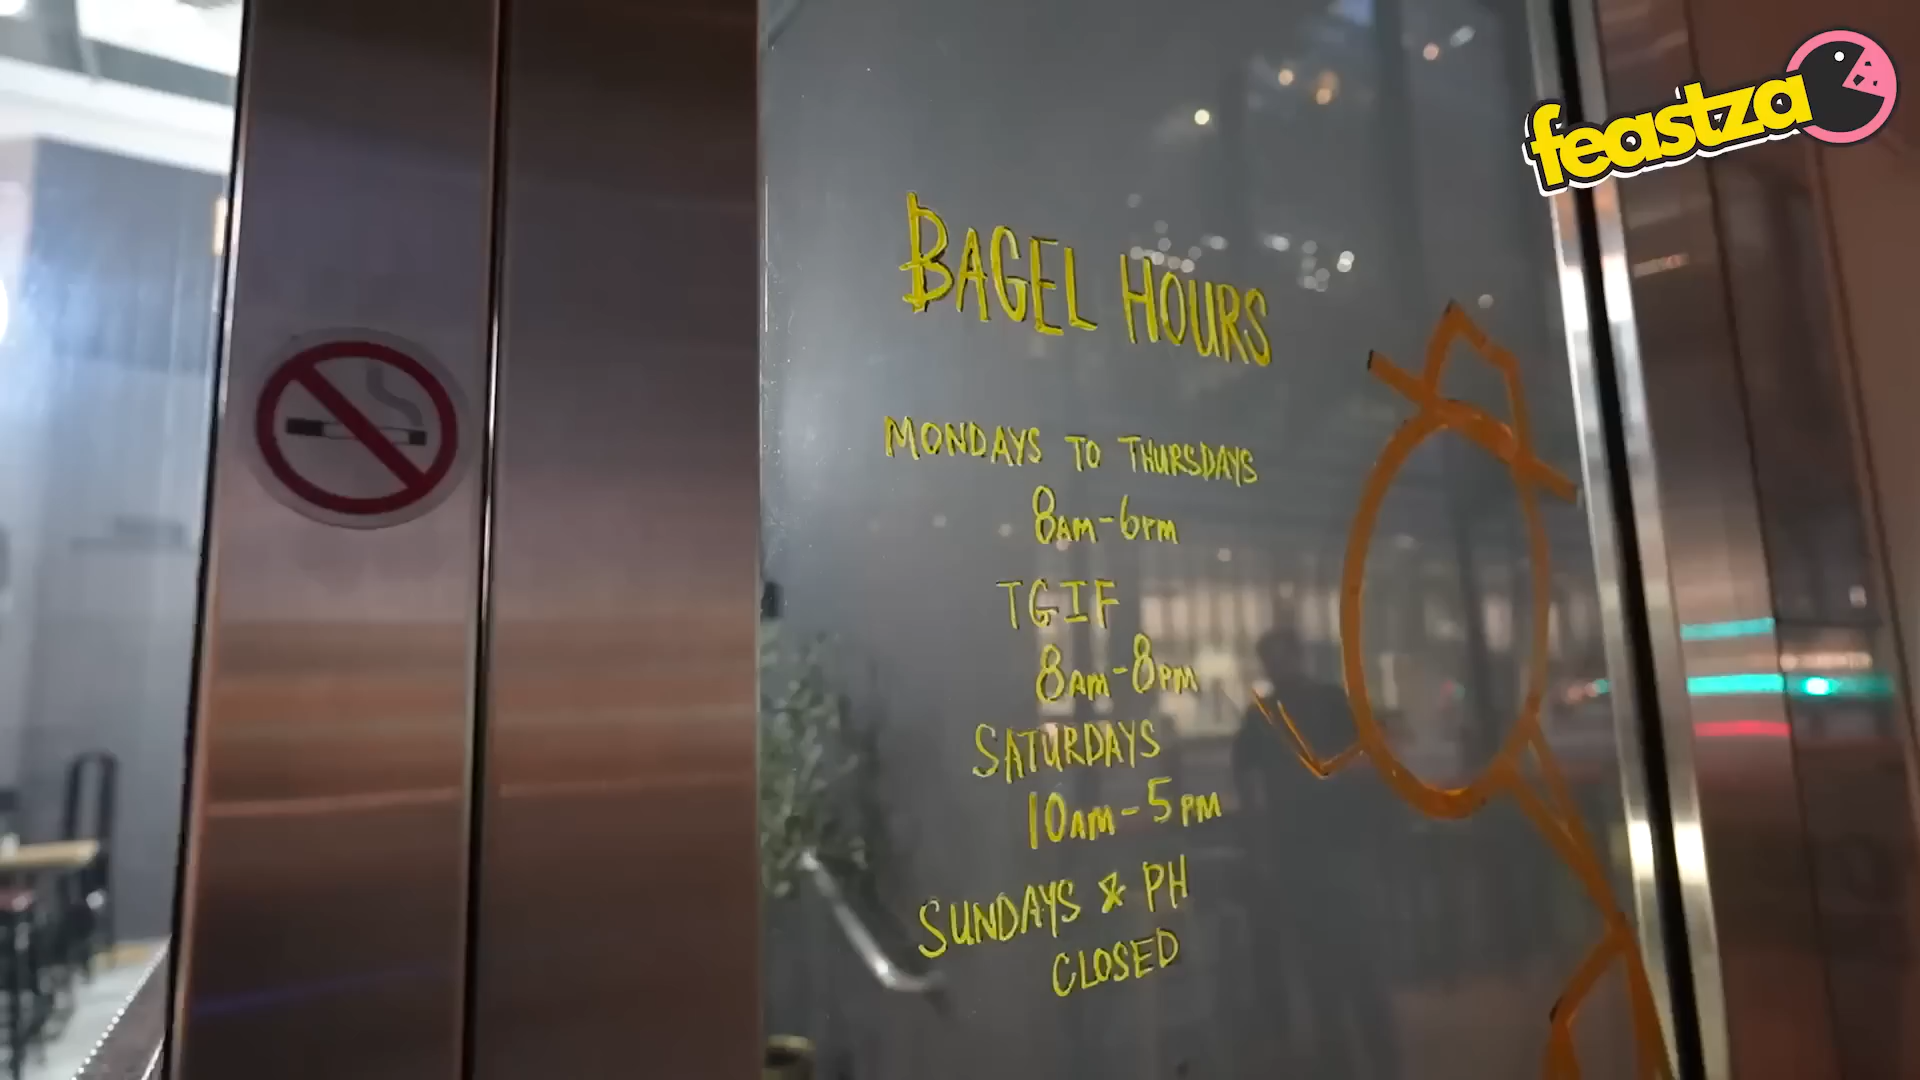 feastza
BAGEL HOURS
MONDAYS TO THURSDAYS
8AM-6PM
TGIF
8AM-8PM
SATURDAYS
10AM-5PM
SUNDAYS & PH
CLOSED